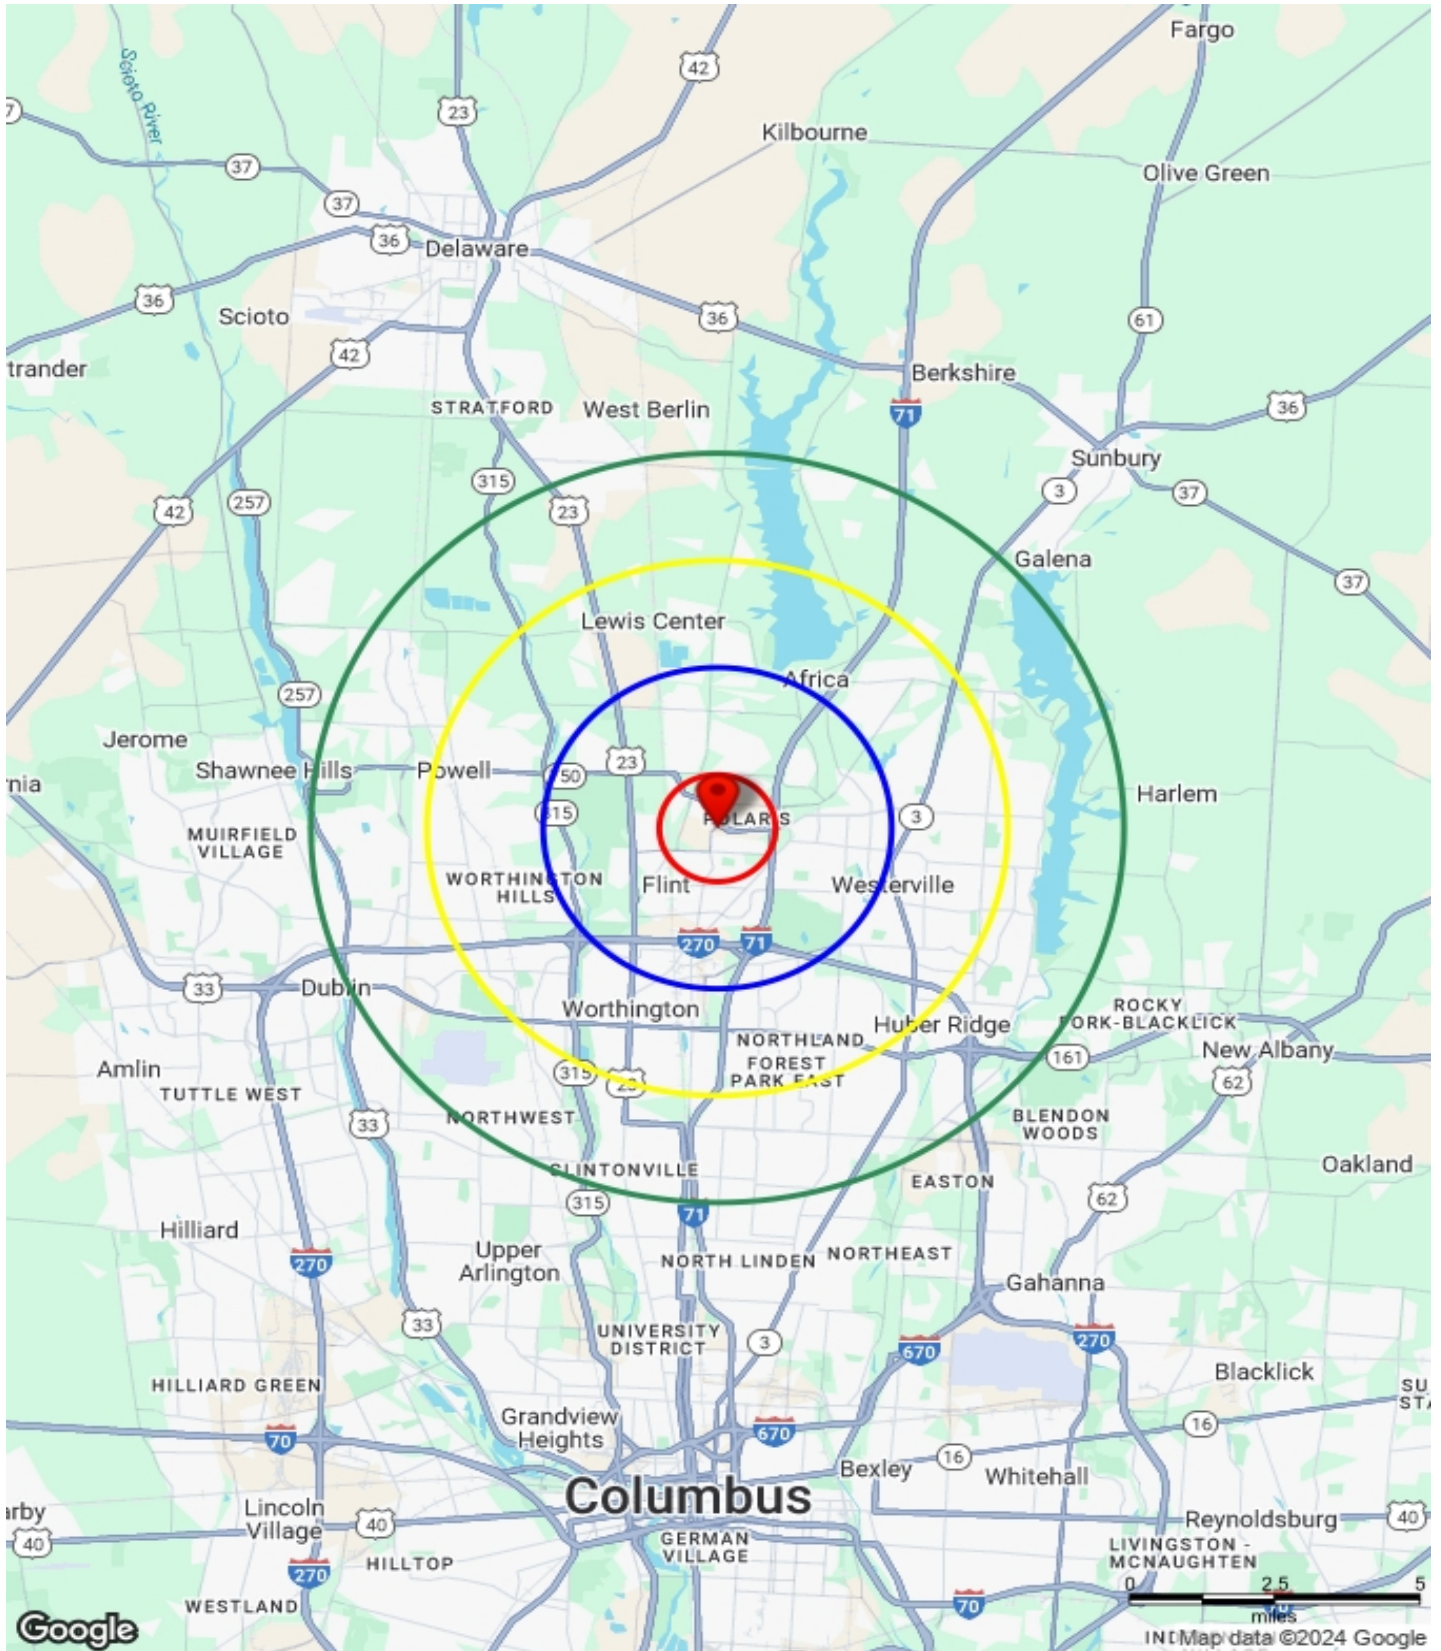 Fargo
42
23
Scioto River
Kilbourne
37
Olive Green
37
36
Delaware
36
36
Scioto
36
61
42
trander
Berkshire
STRATFORD
West Berlin
71
36
Sunbury
315
3
37
257
42
23
Galena
37
Lewis Center
Africa
257
Jerome
23
Shawnee Hills
Powell
50
rnia
Harlem
315
POLARIS
3
MUIRFIELD
VILLAGE
WORTHINGTON
HILLS
Flint
Westerville
270
71
33
Dublin
Worthington
ROCKY
FORK-BLACKLICK
Huber Ridge
NORTHLAND
New Albany
161
FOREST
PARK EAST
Amlin
315
23
62
TUTTLE WEST
NORTHWEST
33
BLENDON
WOODS
CLINTONVILLE
Oakland
EASTON
62
315
71
Hilliard
Upper
Arlington
NORTH LINDEN
NORTHEAST
270
Gahanna
33
UNIVERSITY
DISTRICT
3
670
270
Blacklick
HILLIARD GREEN
SU
STA
Grandview
Heights
16
70
670
16
Bexley
Whitehall
Columbus
arby
Lincoln
Village
40
40
Reynoldsburg
40
GERMAN
VILLAGE
LIVINGSTON -
MCNAUGHTEN
HILLTOP
270
0 2.5 5
miles
WESTLAND
70
70
Google
IND
Map data ©2024 Google